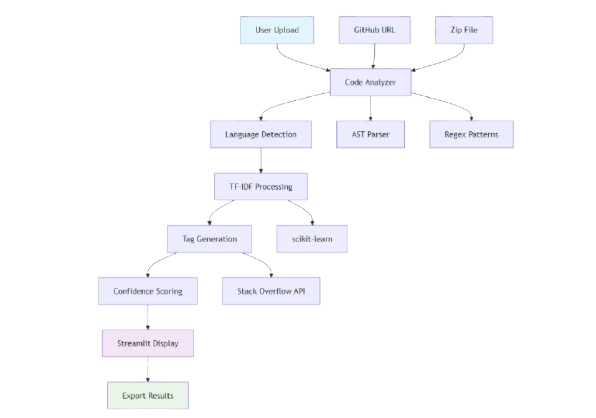 User Upload
GitHub URL
Zip File
Code Analyzer
Language Detection
AST Parser
Regex Patterns
TF-IDF Processing
Tag Generation
scikit-learn
Confidence Scoring
Stack Overflow API
Streamlit Display
Export Results